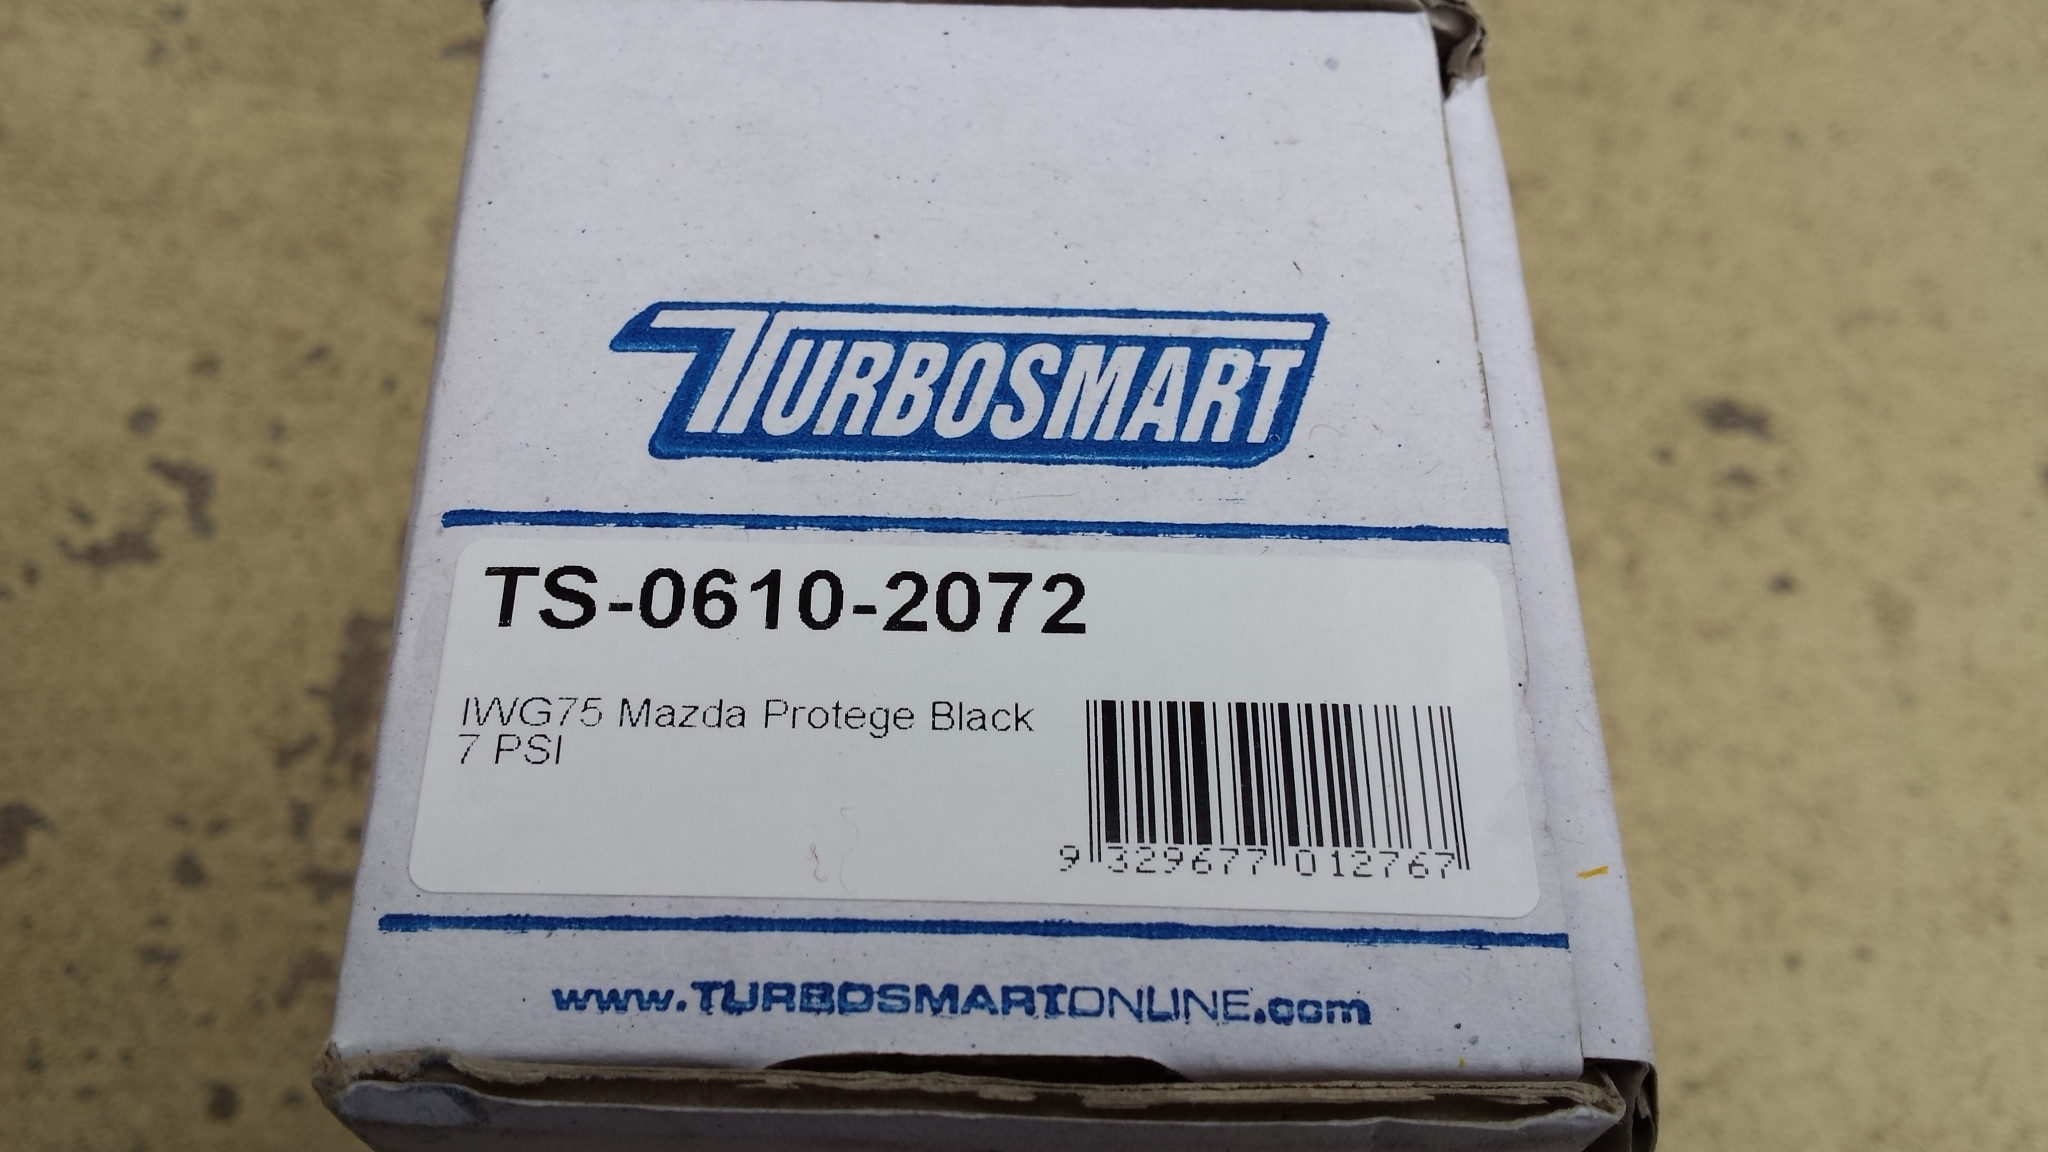 TURBOSMART
TS-0610-2072
IWG75 Mazda Protege Black
7 PSI
9 329677 012767
www.TURBOSMARTONLINE.com